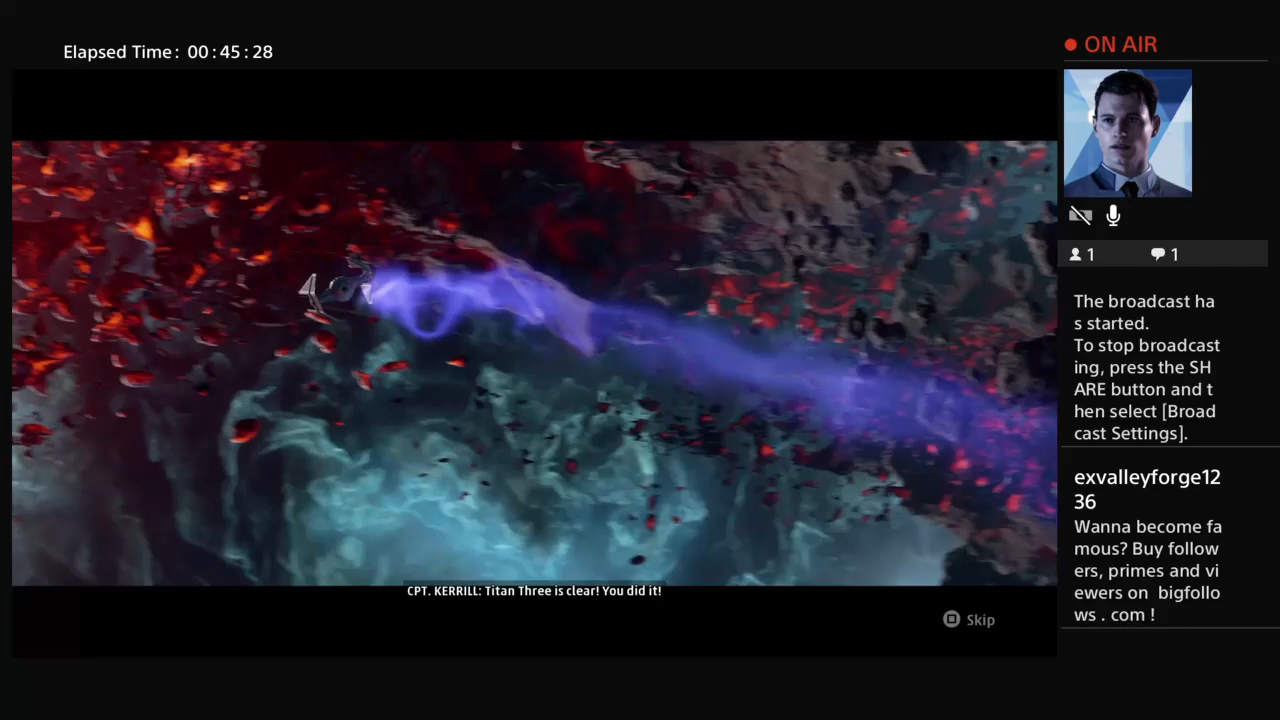 Elapsed Time: 00:45:28
ON AIR
1
1
The broadcast ha
s started.
To stop broadcast
ing, press the SH
ARE button and t
hen select [Broad
cast Settings].
exvalleyforge12
36
Wanna become fa
mous? Buy follow
ers, primes and vi
ewers on bigfollo
ws . com !
CPT. KERRILL: Titan Three is clear! You did it!
Skip